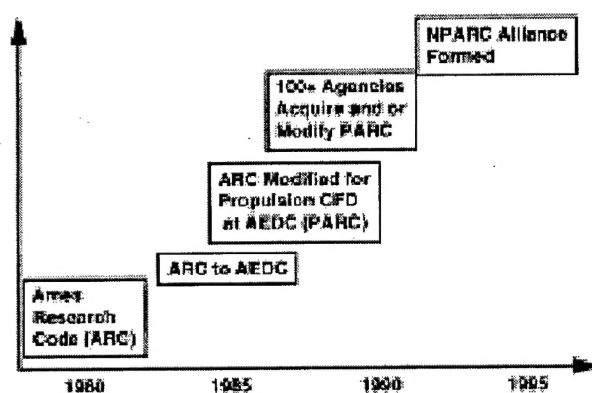 NPARC Alliance
Formed
100+ Agencies
Acquire and or
Modify PARC
ARC Modified for
Propulsion CFD
at AEDC (PARC)
ARC to AEDC
Ames
Research
Code (ARC)
1980
1985
1990
1995